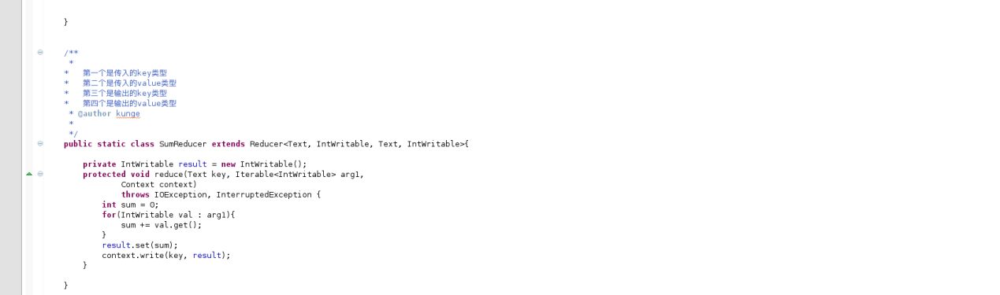 }
/**
 *
*   第一个是传入的key类型
*   第二个是传入的value类型
*   第三个是输出的key类型
*   第四个是输出的value类型
 * @author kunge
 *
 */
public static class SumReducer extends Reducer<Text, IntWritable, Text, IntWritable>{
    private IntWritable result = new IntWritable();
    protected void reduce(Text key, Iterable<IntWritable> arg1,
            Context context)
            throws IOException, InterruptedException {
        int sum = 0;
        for(IntWritable val : arg1){
            sum += val.get();
        }
        result.set(sum);
        context.write(key, result);
    }
}